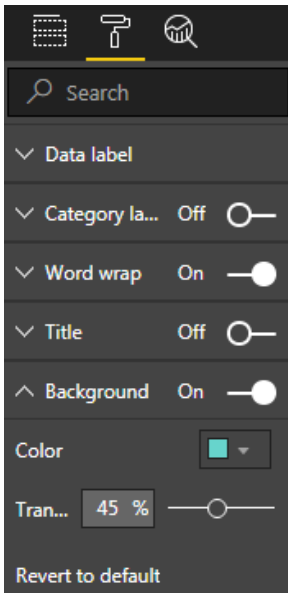 Search
Data label
Category la... Off
Word wrap On
Title Off
Background On
Color
Tran... 45 %
Revert to default